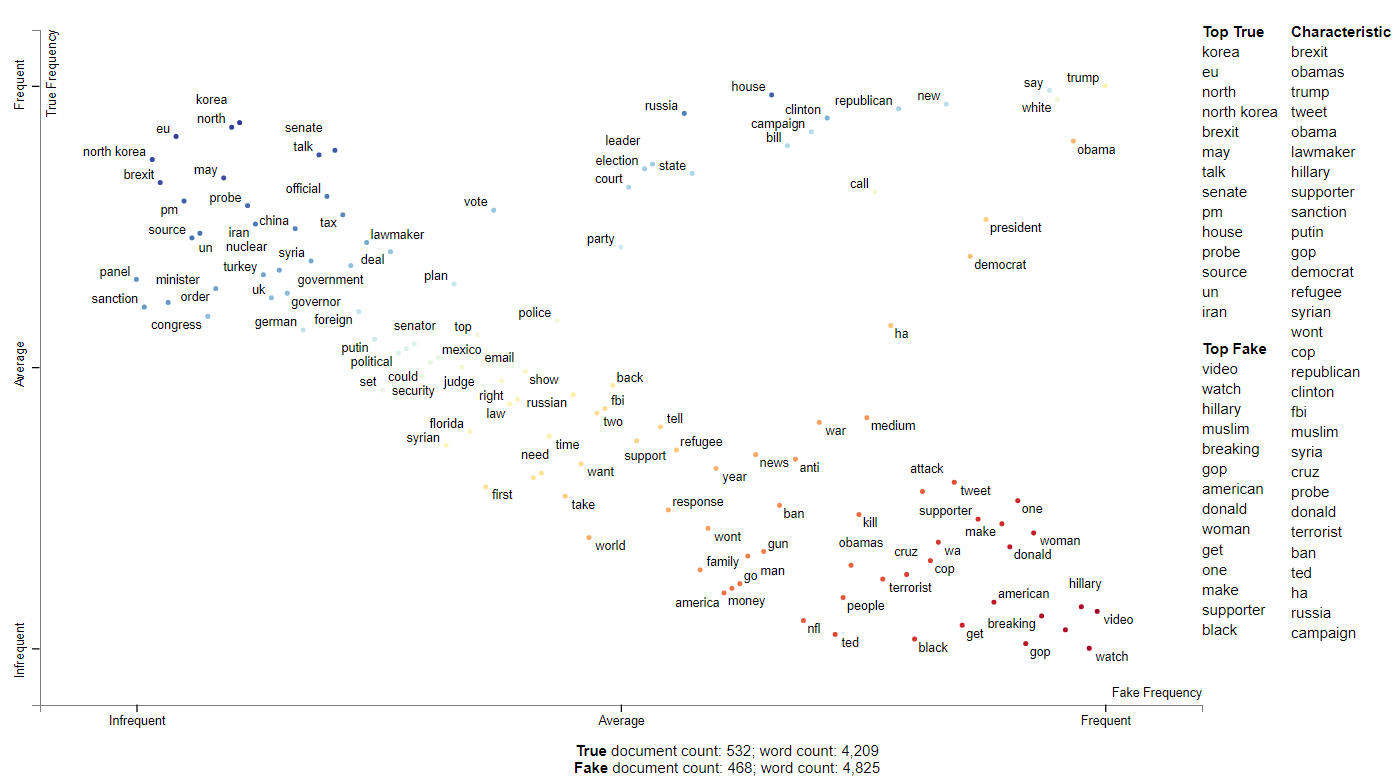 True Frequency
Frequent
Average
Infrequent
trump
say
white
house
new
republican
clinton
campaign
bill
russia
korea
north
eu
senate
talk
north korea
brexit
may
leader
election
state
court
obama
call
official
probe
pm
vote
tax
china
iran
source
un
nuclear
lawmaker
deal
party
president
democrat
syria
turkey
panel
minister
government
plan
sanction
order
uk
governor
congress
german
foreign
police
senator
top
ha
putin
political
mexico
email
set
could
security
judge
show
back
right
law
russian
fbi
two
florida
syrian
tell
war
medium
time
refugee
need
support
want
news
anti
year
attack
tweet
first
take
response
ban
supporter
one
kill
make
world
wont
gun
obamas
cruz
wa
woman
donald
family
man
go
cop
terrorist
hillary
america
money
people
american
breaking
video
nfl
ted
black
get
gop
watch
Fake Frequency
Infrequent
Average
Frequent
True document count: 532; word count: 4,209
Fake document count: 468; word count: 4,825
Top True
korea
eu
north
north korea
brexit
may
talk
senate
pm
house
probe
source
un
iran
Top Fake
video
watch
hillary
muslim
breaking
gop
american
donald
woman
get
one
make
supporter
black
Characteristic
brexit
obamas
trump
tweet
obama
lawmaker
hillary
supporter
sanction
putin
gop
democrat
refugee
syrian
wont
cop
republican
clinton
fbi
muslim
syria
cruz
probe
donald
terrorist
ban
ted
ha
russia
campaign